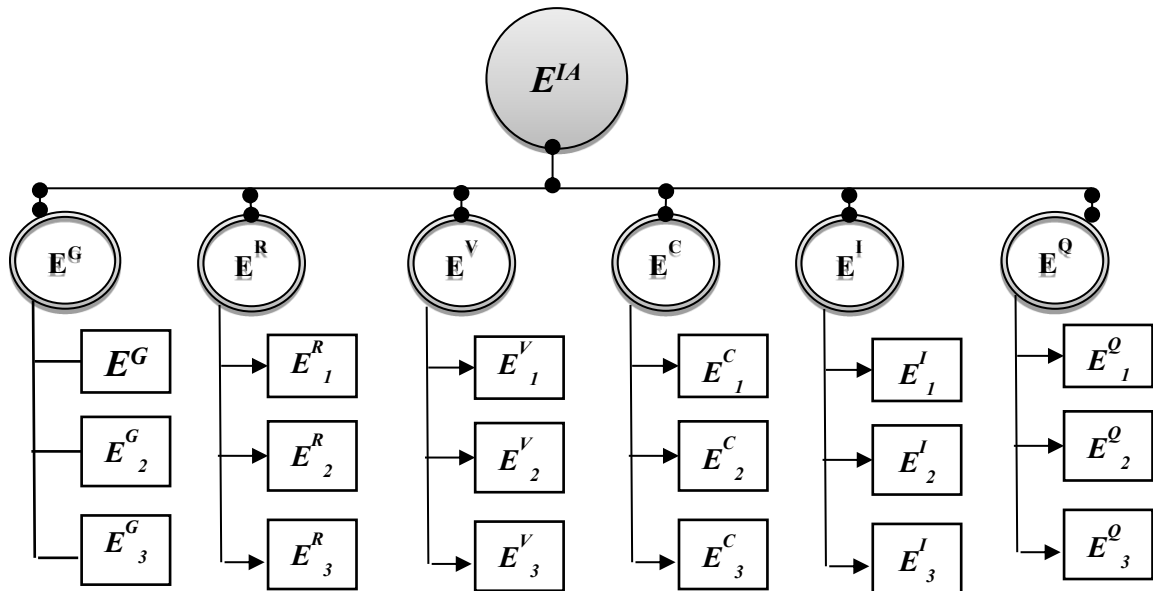 E^IA
E^G E^R E^V E^C E^I E^Q
E^G E^R_1 E^V_1 E^C_1 E^I_1 E^Q_1
E^G_2 E^R_2 E^V_2 E^C_2 E^I_2 E^Q_2
E^G_3 E^R_3 E^V_3 E^C_3 E^I_3 E^Q_3